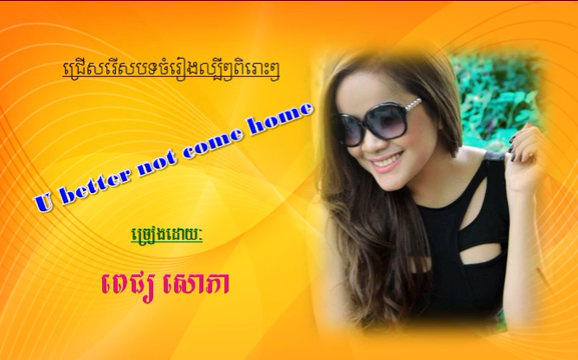 ជ្រើសរើសបទចំរៀងល្បីៗពិរោះៗ
U better not come home
ច្រៀងដោយៈ
ពេជ្យ សោភា